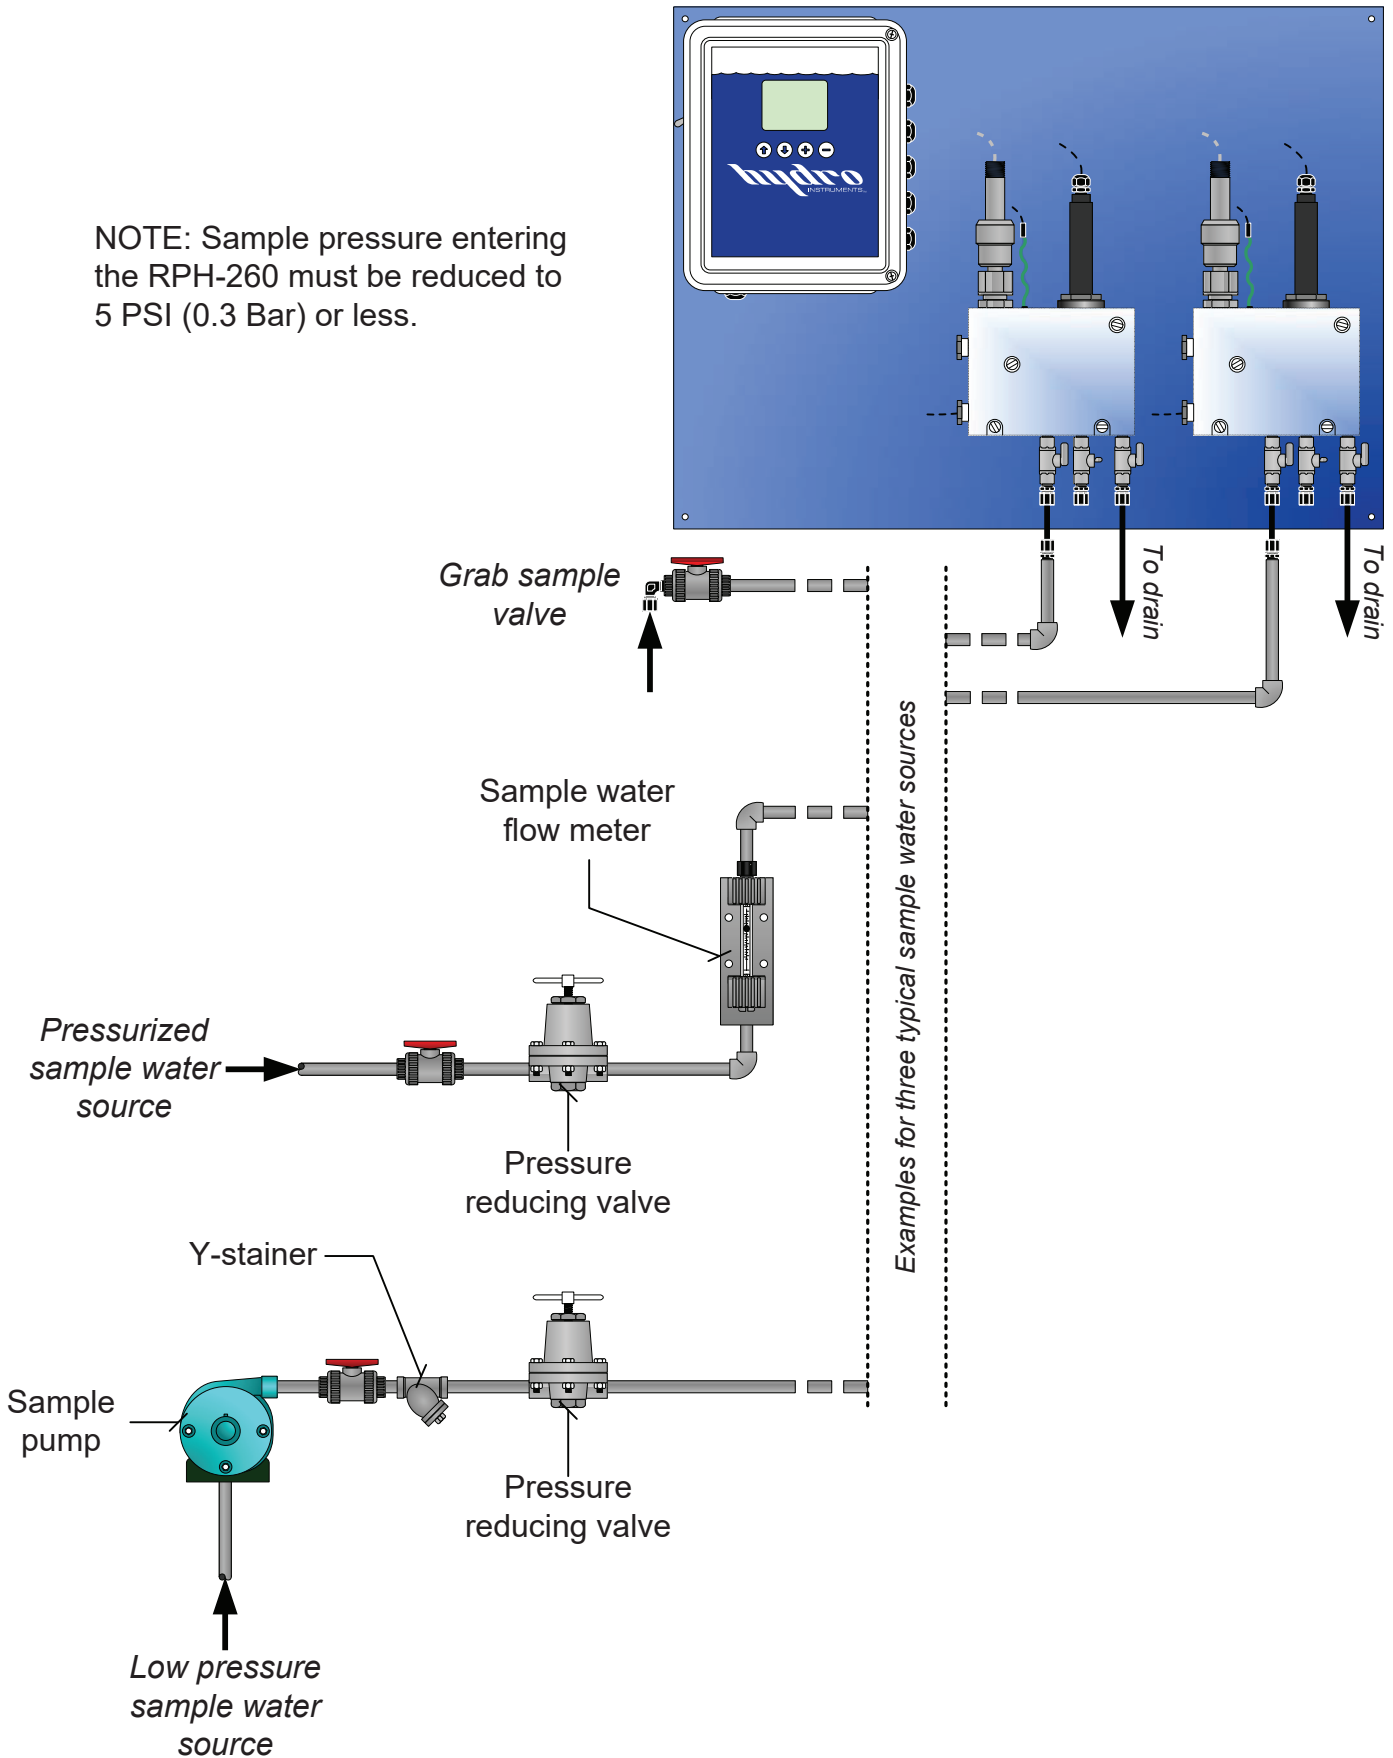 hydro
INSTRUMENTS
NOTE: Sample pressure entering
the RPH-260 must be reduced to
5 PSI (0.3 Bar) or less.
To drain
To drain
Grab sample
valve
Examples for three typical sample water sources
Sample water
flow meter
Pressurized
sample water
source
Pressure
reducing valve
Y-stainer
Sample
pump
Pressure
reducing valve
Low pressure
sample water
source